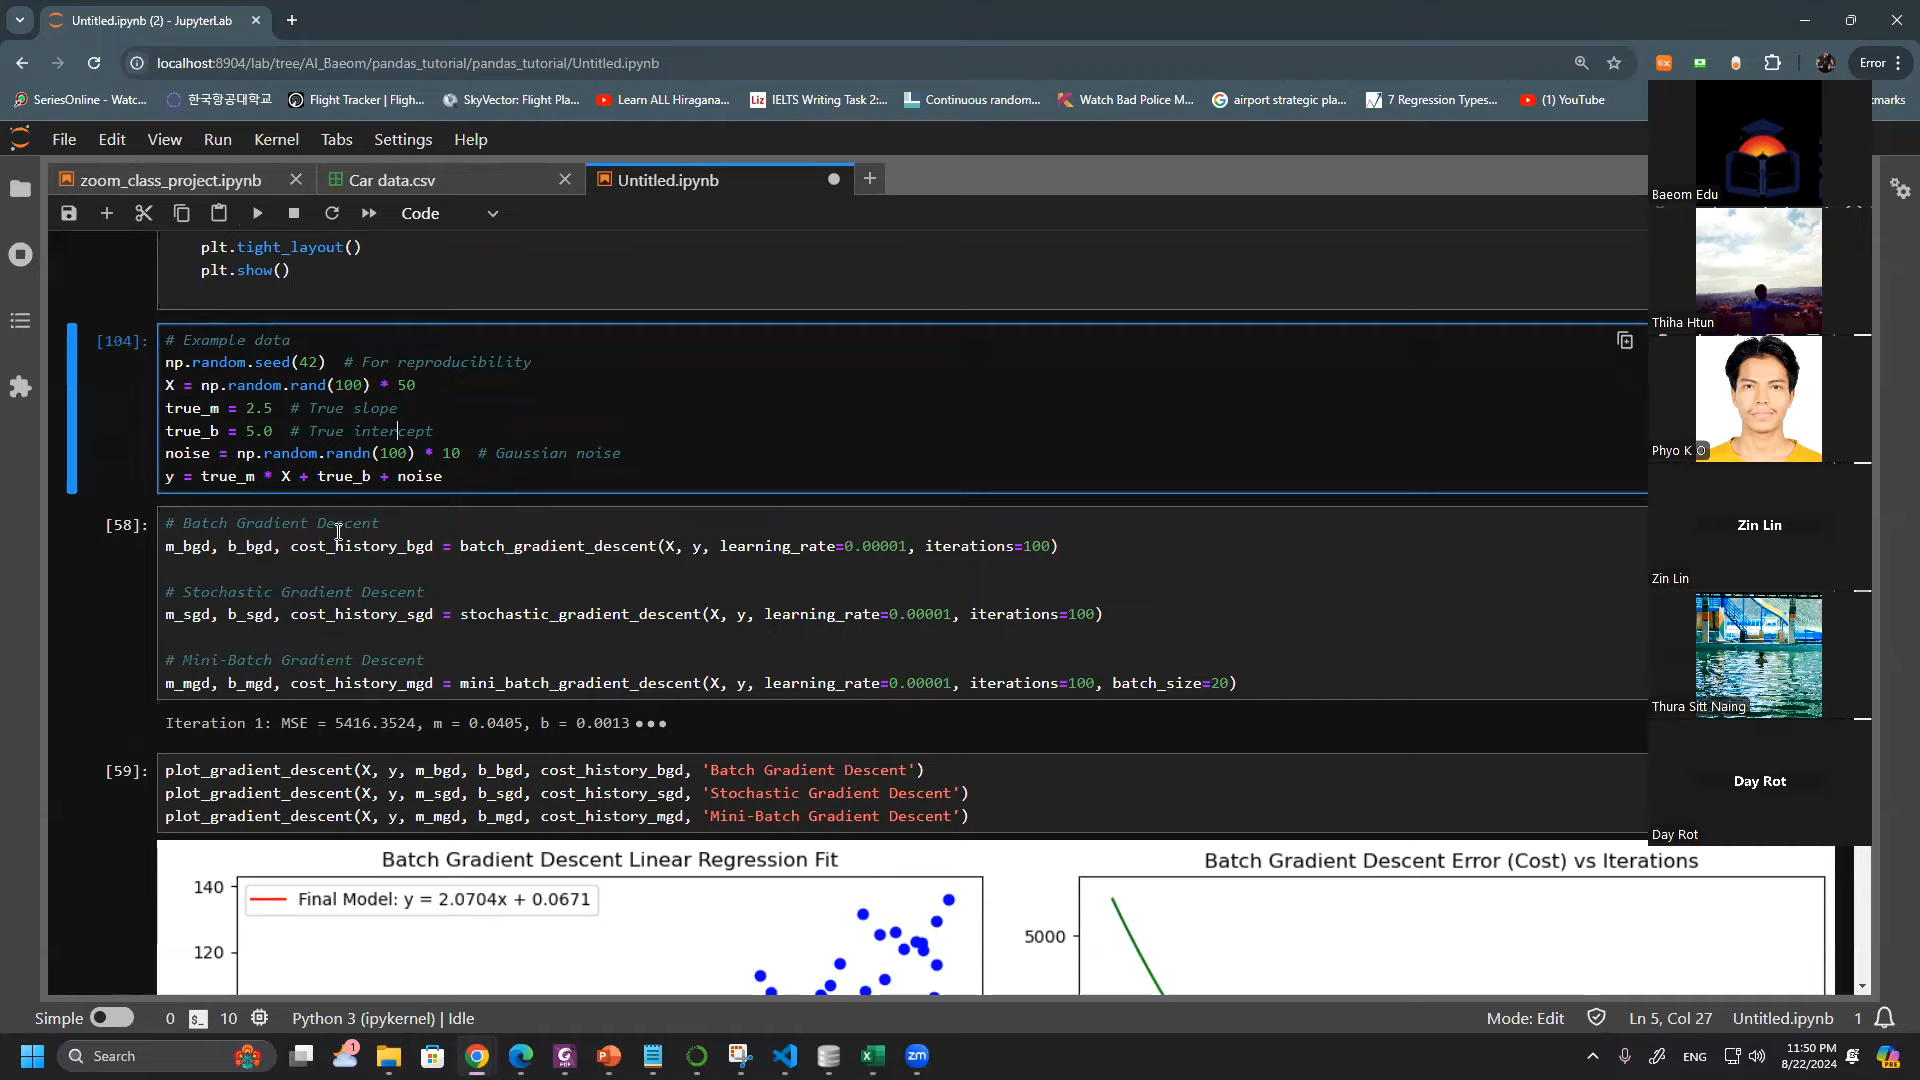 Untitled.ipynb (2) - JupyterLab
localhost:8904/lab/tree/AI_Baeom/pandas_tutorial/pandas_tutorial/Untitled.ipynb
Error
SeriesOnline - Watc...
한국항공대학교
Flight Tracker | Fligh...
SkyVector: Flight Pla...
Learn ALL Hiragana...
Liz IELTS Writing Task 2:...
Continuous random...
Watch Bad Police M...
airport strategic pla...
7 Regression Types...
(1) YouTube
kmarks
File Edit View Run Kernel Tabs Settings Help
zoom_class_project.ipynb
Car data.csv
Untitled.ipynb
Code
plt.tight_layout()
plt.show()
[104]:
# Example data
np.random.seed(42)  # For reproducibility
X = np.random.rand(100) * 50
true_m = 2.5  # True slope
true_b = 5.0  # True intercept
noise = np.random.randn(100) * 10  # Gaussian noise
y = true_m * X + true_b + noise
[58]:
# Batch Gradient Descent
m_bgd, b_bgd, cost_history_bgd = batch_gradient_descent(X, y, learning_rate=0.00001, iterations=100)
# Stochastic Gradient Descent
m_sgd, b_sgd, cost_history_sgd = stochastic_gradient_descent(X, y, learning_rate=0.00001, iterations=100)
# Mini-Batch Gradient Descent
m_mgd, b_mgd, cost_history_mgd = mini_batch_gradient_descent(X, y, learning_rate=0.00001, iterations=100, batch_size=20)
Iteration 1: MSE = 5416.3524, m = 0.0405, b = 0.0013 •••
[59]:
plot_gradient_descent(X, y, m_bgd, b_bgd, cost_history_bgd, 'Batch Gradient Descent')
plot_gradient_descent(X, y, m_sgd, b_sgd, cost_history_sgd, 'Stochastic Gradient Descent')
plot_gradient_descent(X, y, m_mgd, b_mgd, cost_history_mgd, 'Mini-Batch Gradient Descent')
Batch Gradient Descent Linear Regression Fit
140
Final Model: y = 2.0704x + 0.0671
120
Batch Gradient Descent Error (Cost) vs Iterations
5000
Baeom Edu
Thiha Htun
Phyo K O
Zin Lin
Zin Lin
Thura Sitt Naing
Day Rot
Day Rot
Simple 0 $_ 10 Python 3 (ipykernel) | Idle
Mode: Edit Ln 5, Col 27 Untitled.ipynb 1
Search
1
zm
ENG
11:50 PM
8/22/2024
PRE